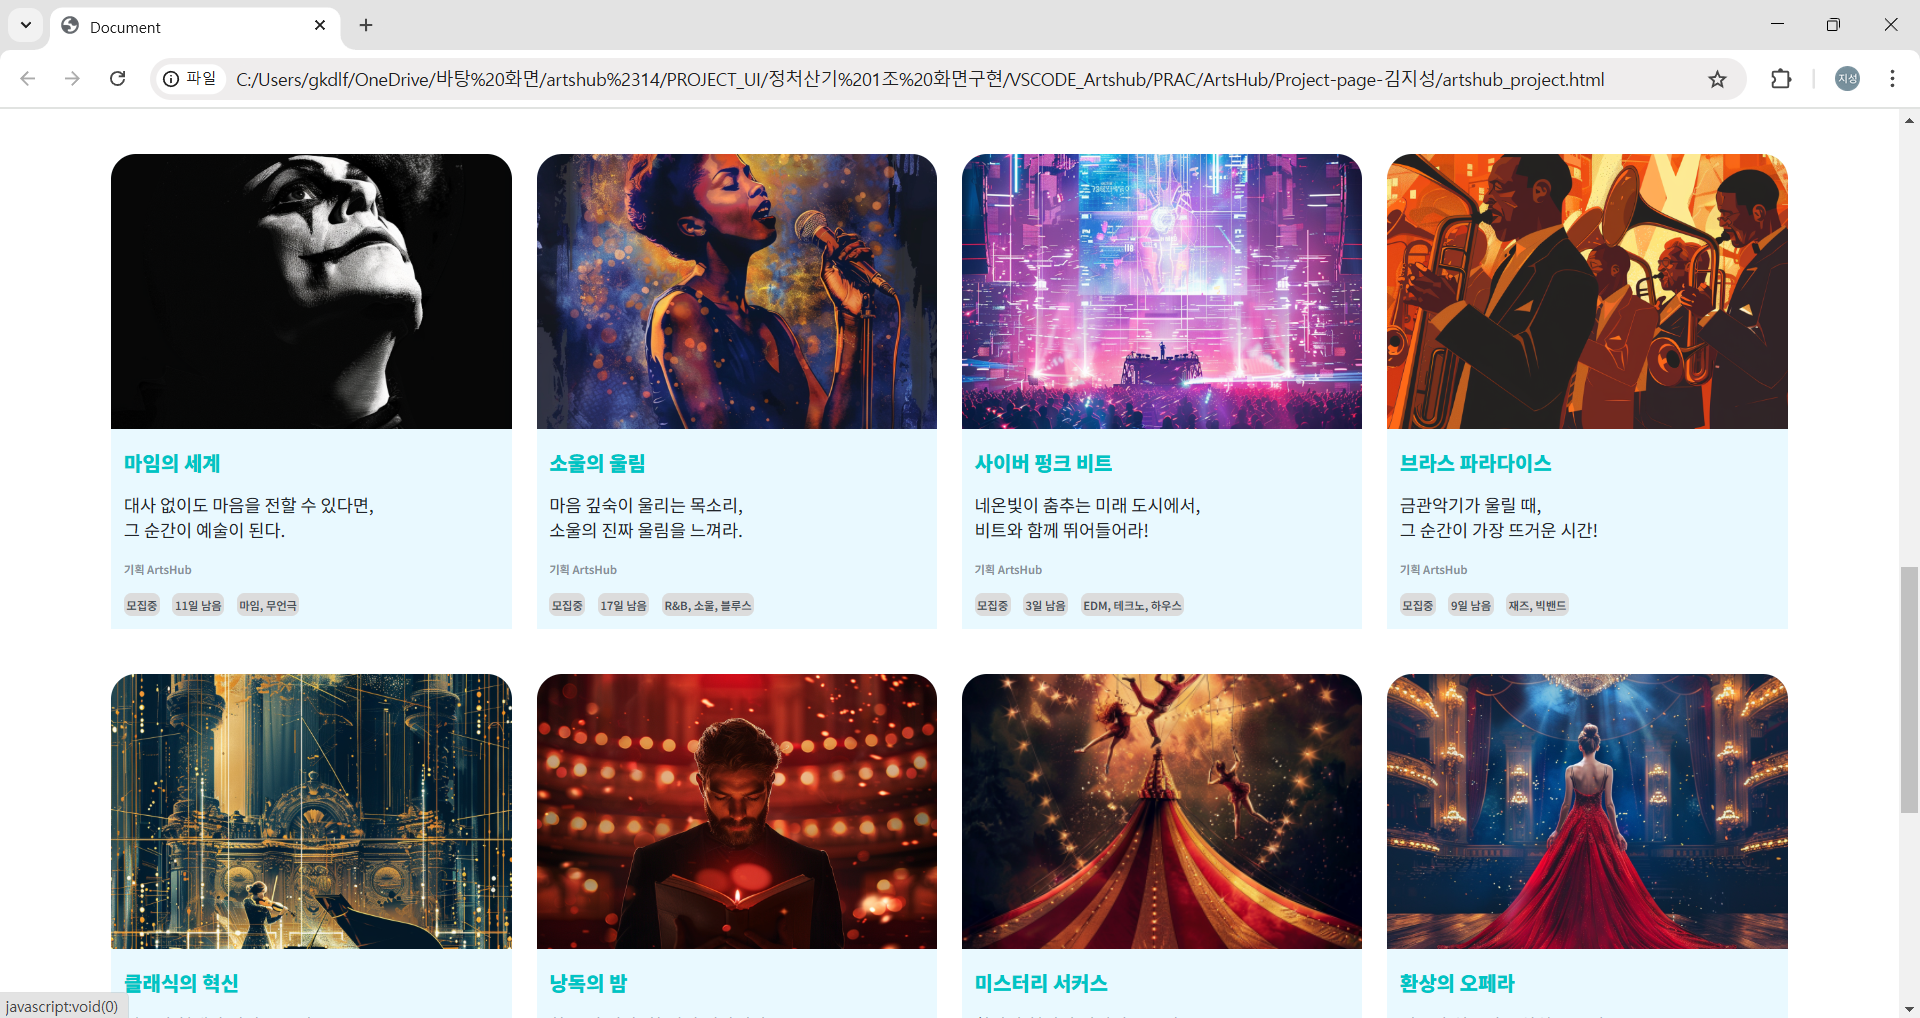 Document
파일
C:/Users/gkdlf/OneDrive/바탕%20화면/artshub%2314/PROJECT_UI/정처산기%201조%20화면구현/VSCODE_Artshub/PRAC/ArtsHub/Project-page-김지성/artshub_project.html
지성
마임의 세계
대사 없이도 마음을 전할 수 있다면,
그 순간이 예술이 된다.
기획 ArtsHub
모집중 11일 남음 마임, 무언극
소울의 울림
마음 깊숙이 울리는 목소리,
소울의 진짜 울림을 느껴라.
기획 ArtsHub
모집중 17일 남음 R&B, 소울, 블루스
사이버 펑크 비트
네온빛이 춤추는 미래 도시에서,
비트와 함께 뛰어들어라!
기획 ArtsHub
모집중 3일 남음 EDM, 테크노, 하우스
브라스 파라다이스
금관악기가 울릴 때,
그 순간이 가장 뜨거운 시간!
기획 ArtsHub
모집중 9일 남음 재즈, 빅밴드
클래식의 혁신
낭독의 밤
미스터리 서커스
환상의 오페라
javascript:void(0)